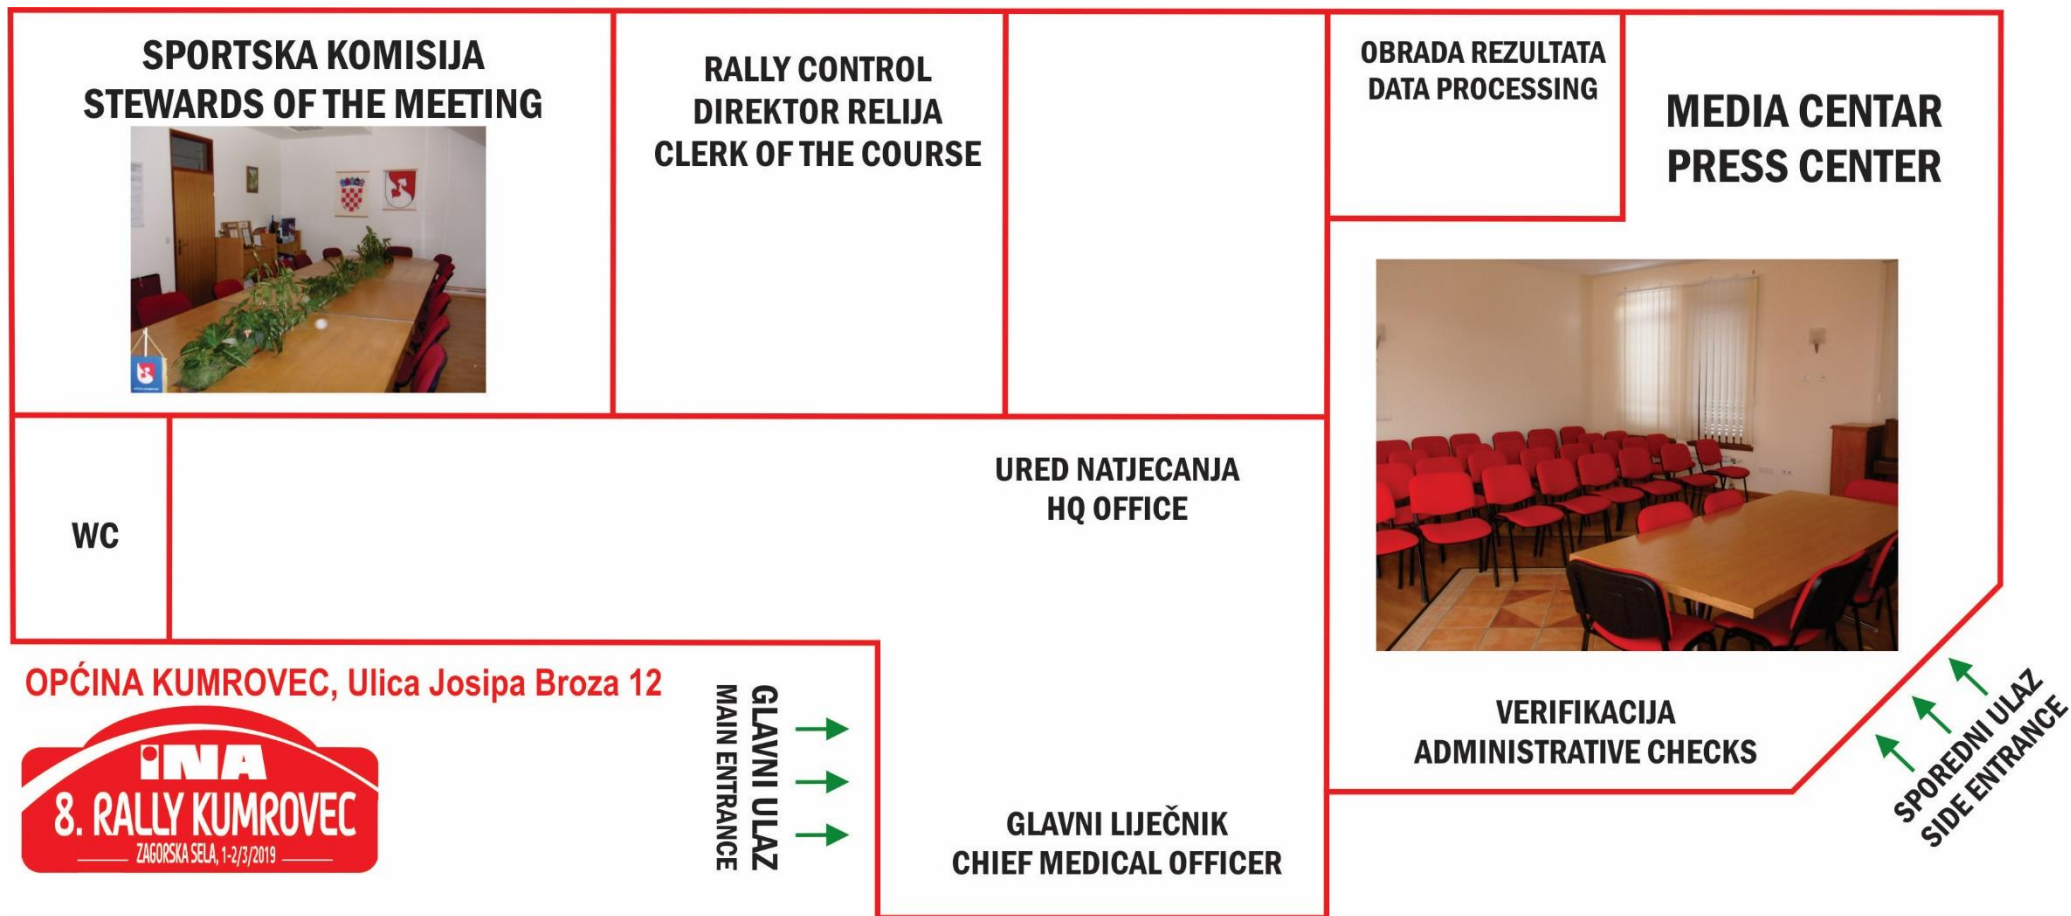 SPORTSKA KOMISIJA
STEWARDS OF THE MEETING
RALLY CONTROL
DIREKTOR RELIJA
CLERK OF THE COURSE
OBRADA REZULTATA
DATA PROCESSING
MEDIA CENTAR
PRESS CENTER
WC
URED NATJECANJA
HQ OFFICE
OPĆINA KUMROVEC, Ulica Josipa Broza 12
iNA
8. RALLY KUMROVEC
ZAGORSKA SELA, 1-2/3/2019
GLAVNI ULAZ
MAIN ENTRANCE
GLAVNI LIJEČNIK
CHIEF MEDICAL OFFICER
VERIFIKACIJA
ADMINISTRATIVE CHECKS
SPOREDNI ULAZ
SIDE ENTRANCE